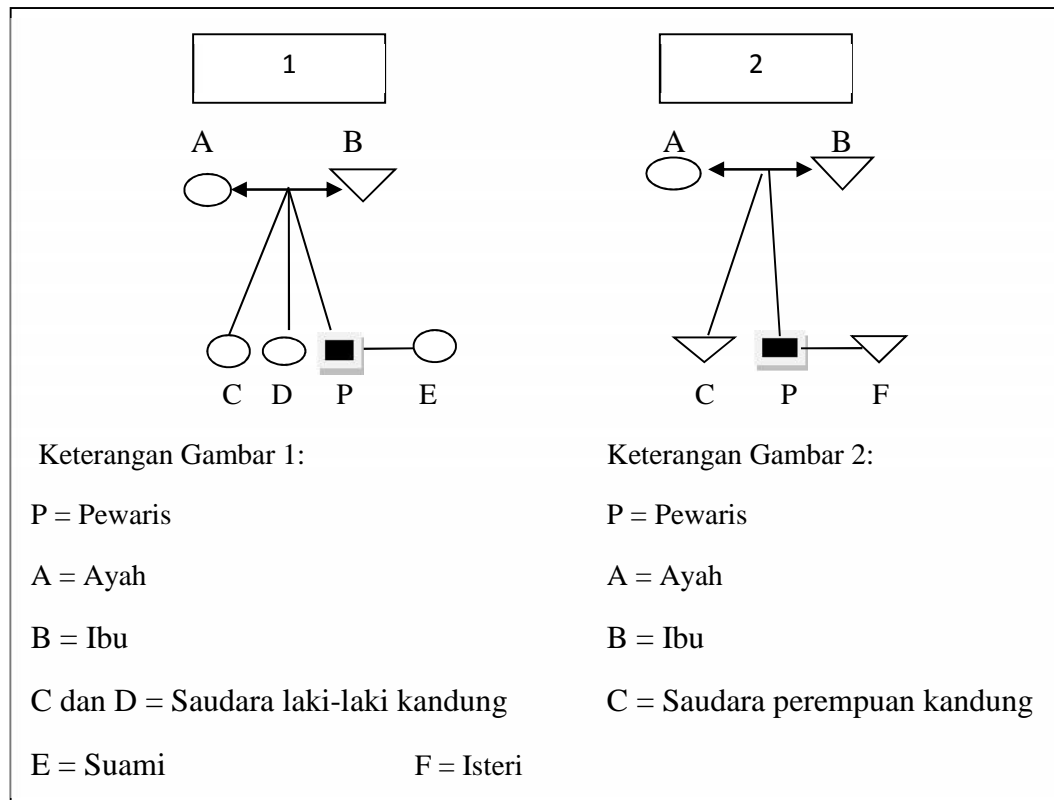 1 2
A B A B
C D P E C P F
Keterangan Gambar 1: Keterangan Gambar 2:
P = Pewaris P = Pewaris
A = Ayah A = Ayah
B = Ibu B = Ibu
C dan D = Saudara laki-laki kandung C = Saudara perempuan kandung
E = Suami F = Isteri